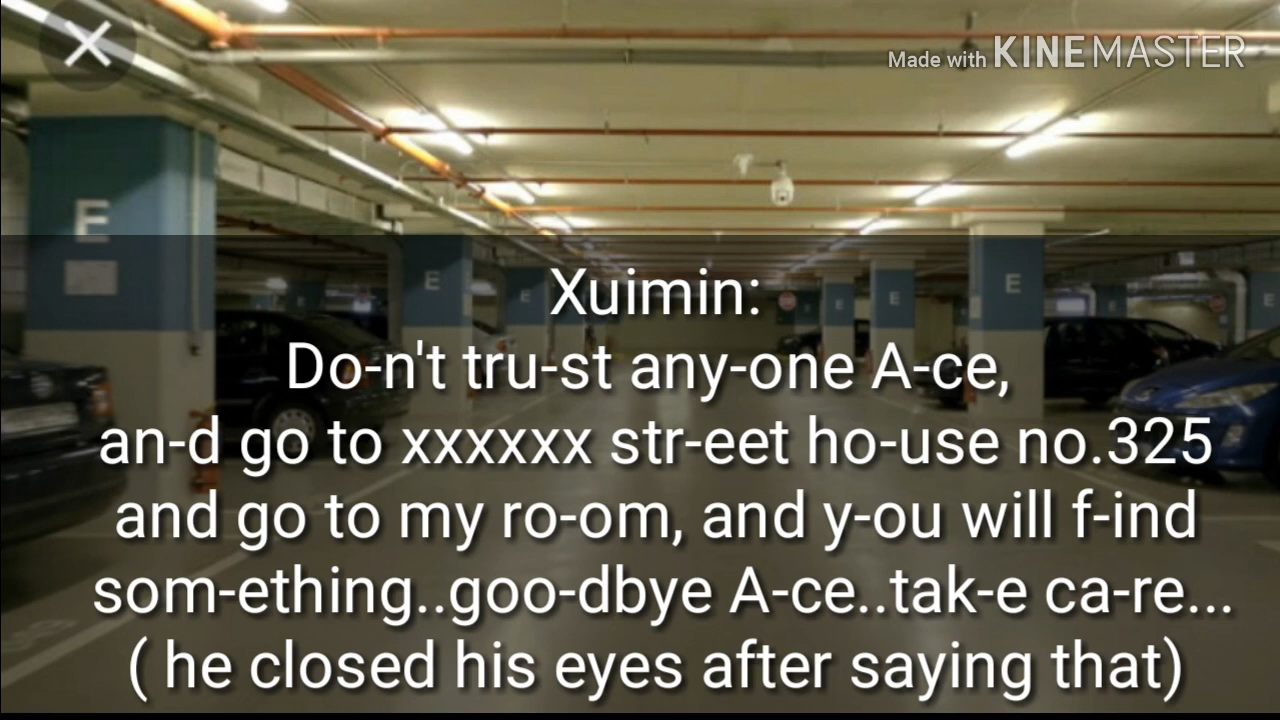 Made with KINEMASTER
E
E
E
E
E
E
E
E
Xuimin:
Do-n't tru-st any-one A-ce,
an-d go to xxxxxx str-eet ho-use no.325
and go to my ro-om, and y-ou will f-ind
som-ething..goo-dbye A-ce..tak-e ca-re...
( he closed his eyes after saying that)